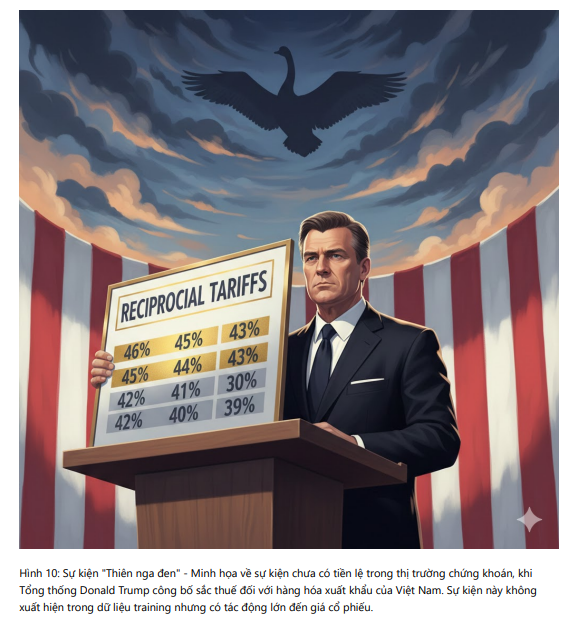 RECIPROCIAL TARIFFS
46% 45% 43%
45% 44% 43%
42% 41% 30%
42% 40% 39%
Hình 10: Sự kiện "Thiên nga đen" - Minh họa về sự kiện chưa có tiền lệ trong thị trường chứng khoán, khi
Tổng thống Donald Trump công bố sắc thuế đối với hàng hóa xuất khẩu của Việt Nam. Sự kiện này không
xuất hiện trong dữ liệu training nhưng có tác động lớn đến giá cổ phiếu.